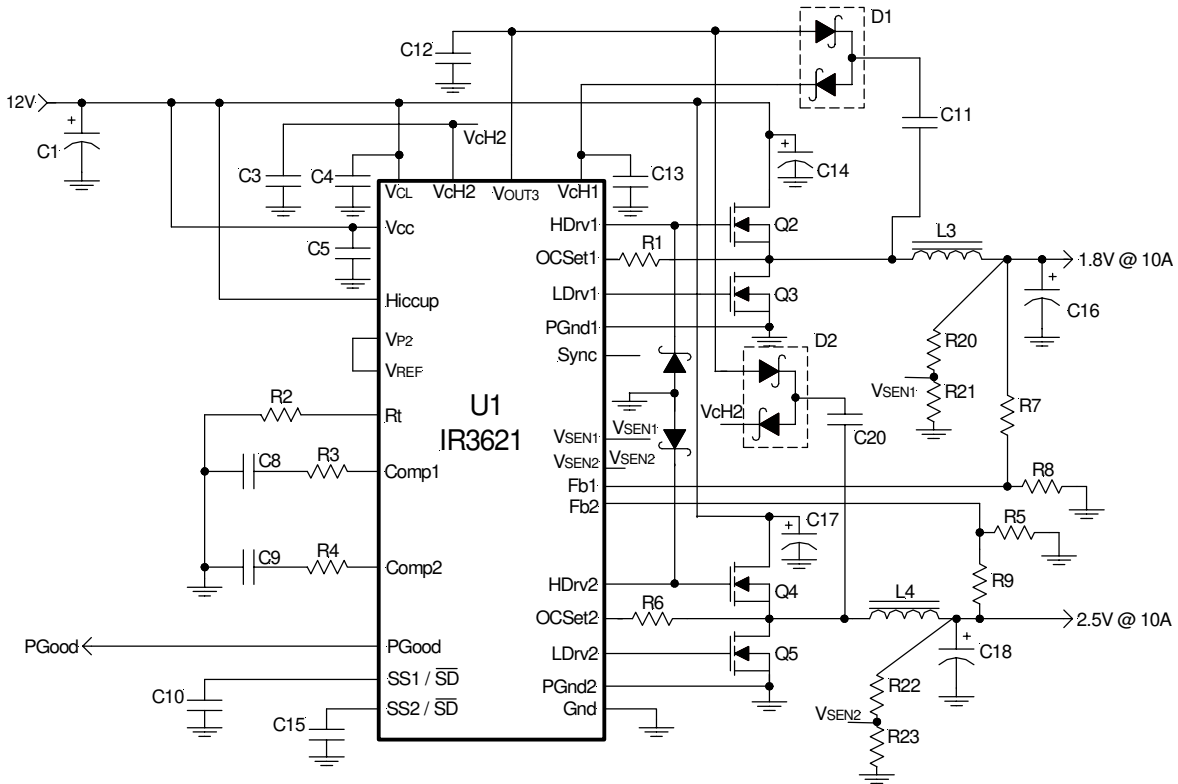 D1
C12
12V
C11
C1
C3
VcH2
C4
C13
C14
VCL
VcH2
VOUT3
VcH1
Vcc
HDrv1
Q2
C5
R1
L3
OCSet1
1.8V @ 10A
Hiccup
LDrv1
Q3
C16
PGnd1
D2
VP2
Sync
R20
VREF
VSEN1
R21
R2
U1
VcH2
R7
Rt
IR3621
C20
VSEN1
VSEN1
C8
R3
VSEN2
VSEN2
Comp1
R8
Fb1
Fb2
C17
R5
C9
R4
Comp2
R9
HDrv2
Q4
L4
R6
OCSet2
2.5V @ 10A
PGood
PGood
LDrv2
Q5
C18
SS1 / SD
PGnd2
R22
C10
SS2 / SD
Gnd
VSEN2
C15
R23